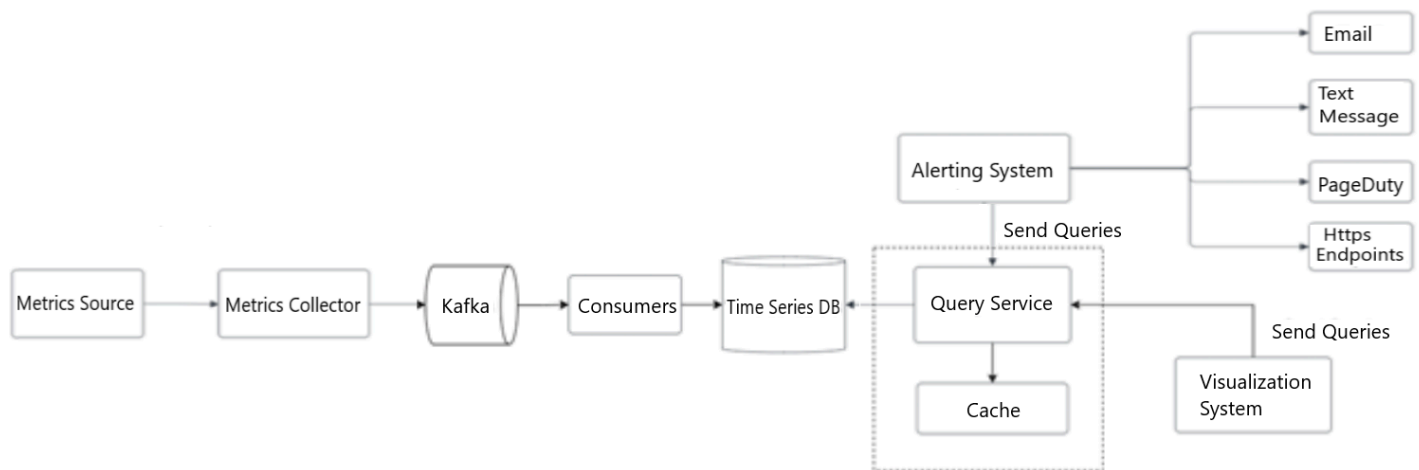 Email
Text
Message
Alerting System
PageDuty
Send Queries
Https
Endpoints
Metrics Source
Metrics Collector
Kafka
Consumers
Time Series DB
Query Service
Send Queries
Visualization
System
Cache